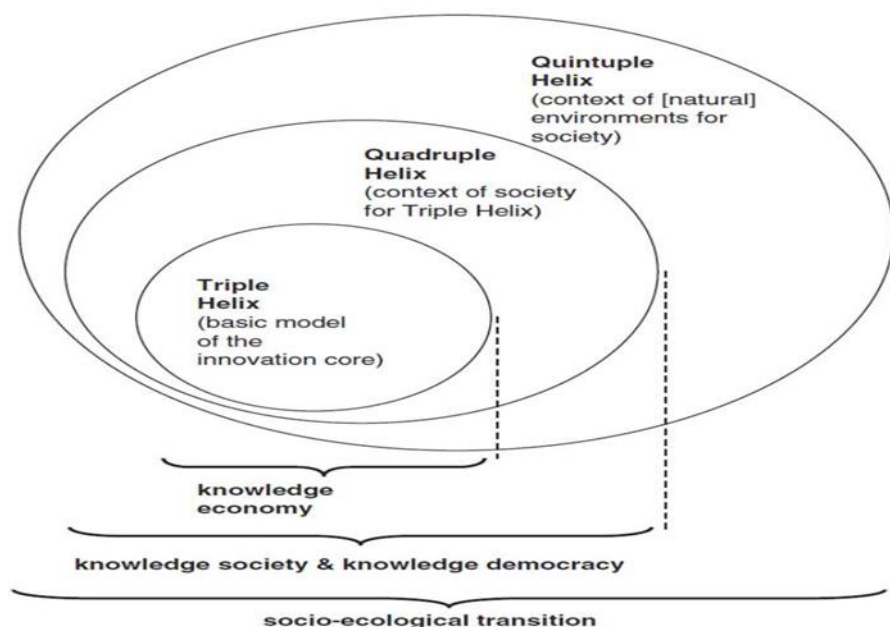 Quintuple
Helix
(context of [natural]
environments for
society)
Quadruple
Helix
(context of society
for Triple Helix)
Triple
Helix
(basic model
of the
innovation core)
knowledge
economy
knowledge society & knowledge democracy
socio-ecological transition